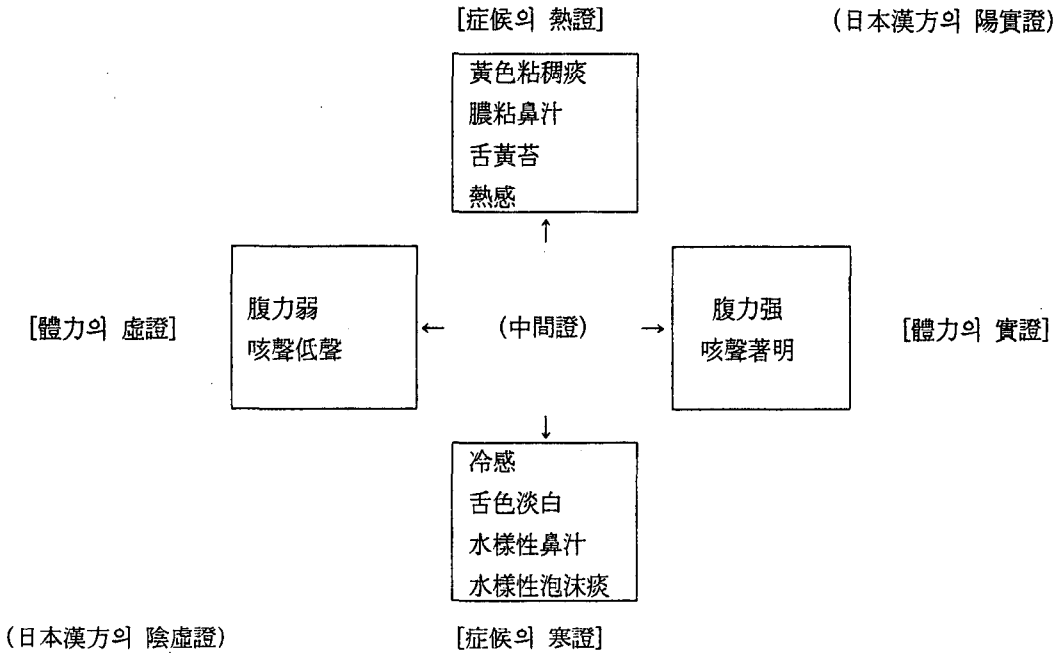 [症候의 熱證]
(日本漢方의 陽實證)
黃色粘稠痰
膿粘鼻汁
舌黃苔
熱感
↑
[體力의 虛證]
腹力弱
咳聲低聲
← (中間證) →
腹力强
咳聲著明
[體力의 實證]
↓
冷感
舌色淡白
水樣性鼻汁
水樣性泡沫痰
(日本漢方의 陰虛證)
[症候의 寒證]